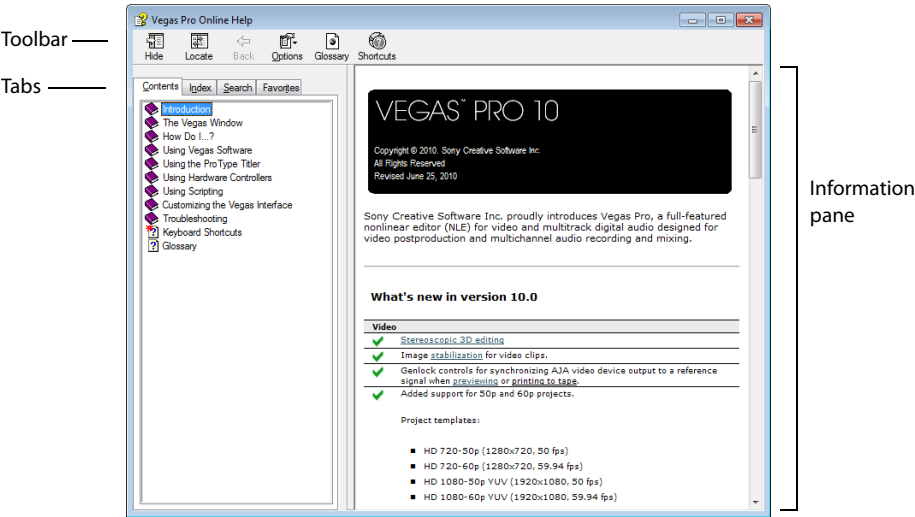 Vegas Pro Online Help
Toolbar
Hide Locate Back Options Glossary Shortcuts
Tabs
Contents Index Search Favorites
Introduction
The Vegas Window
How Do I...?
Using Vegas Software
Using the ProType Titler
Using Hardware Controllers
Using Scripting
Customizing the Vegas Interface
Troubleshooting
Keyboard Shortcuts
Glossary
VEGAS™ PRO 10
Copyright © 2010. Sony Creative Software Inc.
All Rights Reserved
Revised June 25, 2010
Sony Creative Software Inc. proudly introduces Vegas Pro, a full-featured
nonlinear editor (NLE) for video and multitrack digital audio designed for
video postproduction and multichannel audio recording and mixing.
What's new in version 10.0
Video
Stereoscopic 3D editing
Image stabilization for video clips.
Genlock controls for synchronizing AJA video device output to a reference
signal when previewing or printing to tape.
Added support for 50p and 60p projects.
Project templates:
HD 720-50p (1280x720, 50 fps)
HD 720-60p (1280x720, 59.94 fps)
HD 1080-50p YUV (1920x1080, 50 fps)
HD 1080-60p YUV (1920x1080, 59.94 fps)
Information
pane